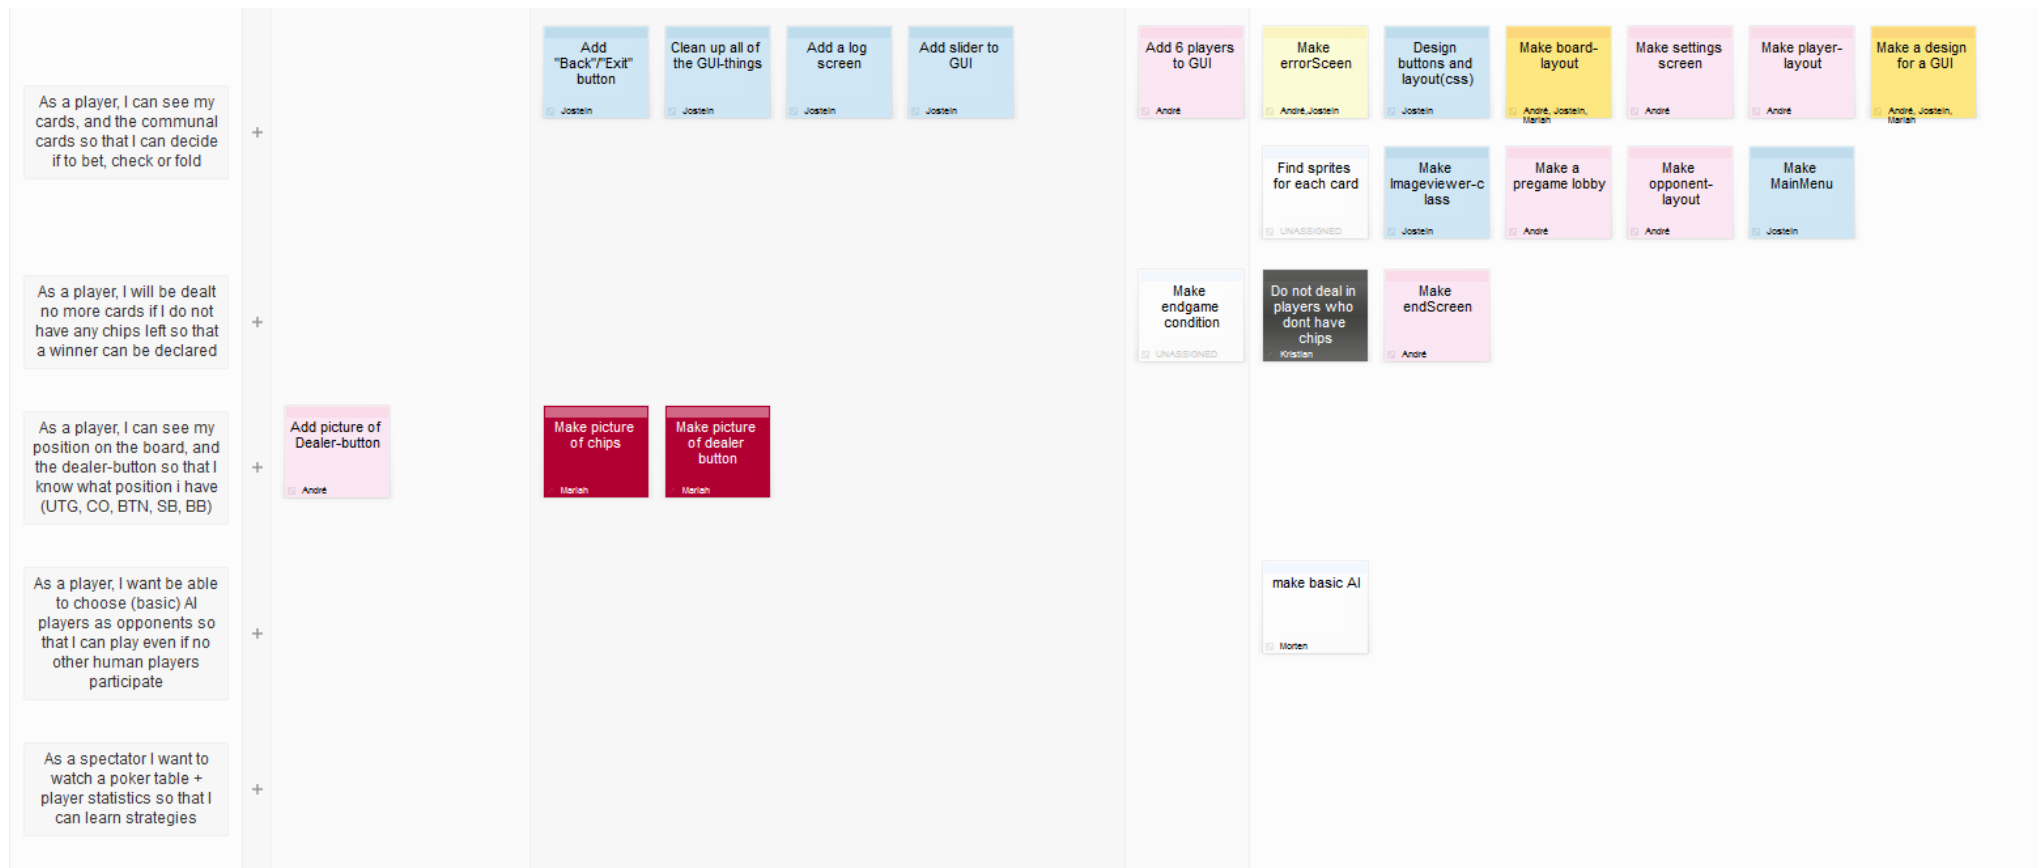 As a player, I can see my
cards, and the communal
cards so that I can decide
if to bet, check or fold
+
Add
"Back"/"Exit"
button
Jostein
Clean up all of
the GUI-things
Jostein
Add a log
screen
Jostein
Add slider to
GUI
Jostein
Add 6 players
to GUI
André
Make
errorSceen
André,Jostein
Design
buttons and
layout(css)
Jostein
Make board-
layout
André, Jostein,
Mariah
Make settings
screen
André
Make player-
layout
André
Make a design
for a GUI
André, Jostein,
Mariah
Find sprites
for each card
UNASSIGNED
Make
Imageviewer-c
lass
Jostein
Make a
pregame lobby
André
Make
opponent-
layout
André
Make
MainMenu
Jostein
As a player, I will be dealt
no more cards if I do not
have any chips left so that
a winner can be declared
+
Make
endgame
condition
UNASSIGNED
Do not deal in
players who
dont have
chips
Kristian
Make
endScreen
André
As a player, I can see my
position on the board, and
the dealer-button so that I
know what position i have
(UTG, CO, BTN, SB, BB)
+
Add picture of
Dealer-button
André
Make picture
of chips
Mariah
Make picture
of dealer
button
Mariah
As a player, I want be able
to choose (basic) AI
players as opponents so
that I can play even if no
other human players
participate
+
make basic AI
Morten
As a spectator I want to
watch a poker table +
player statistics so that I
can learn strategies
+